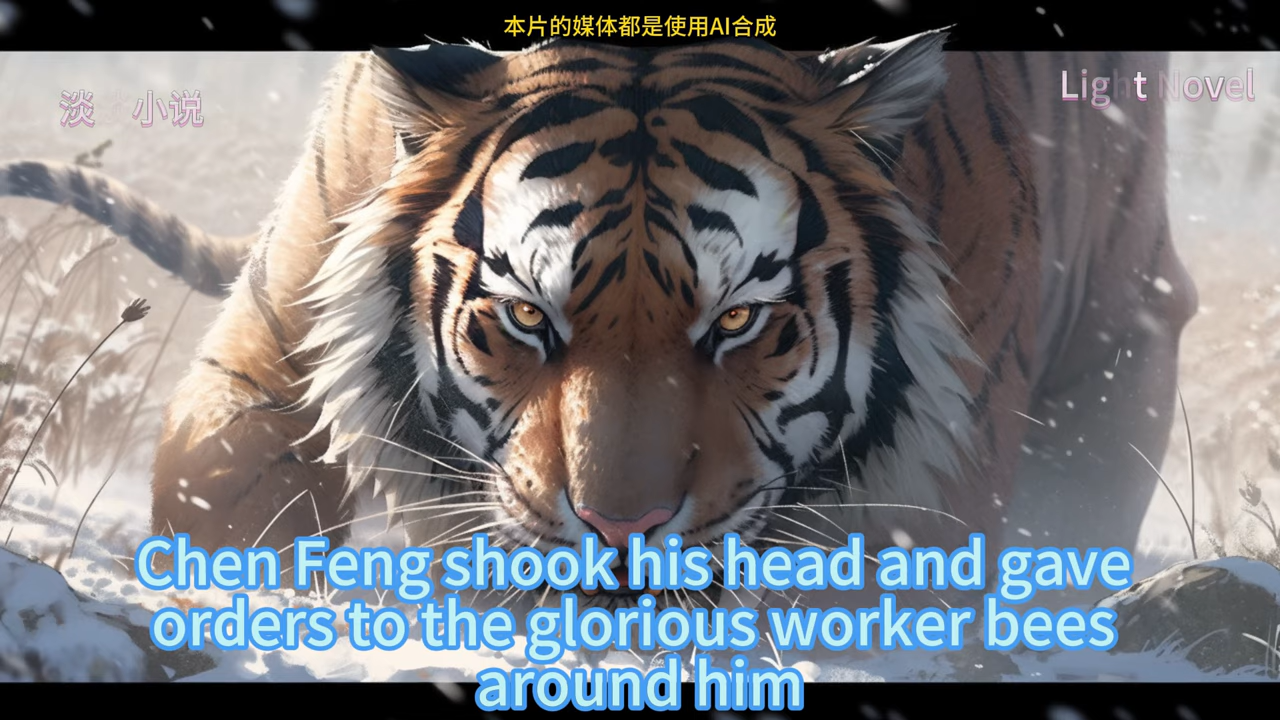 本片的媒体都是使用AI合成
Light Novel
淡 小说
Chen Feng shook his head and gave
orders to the glorious worker bees
around him